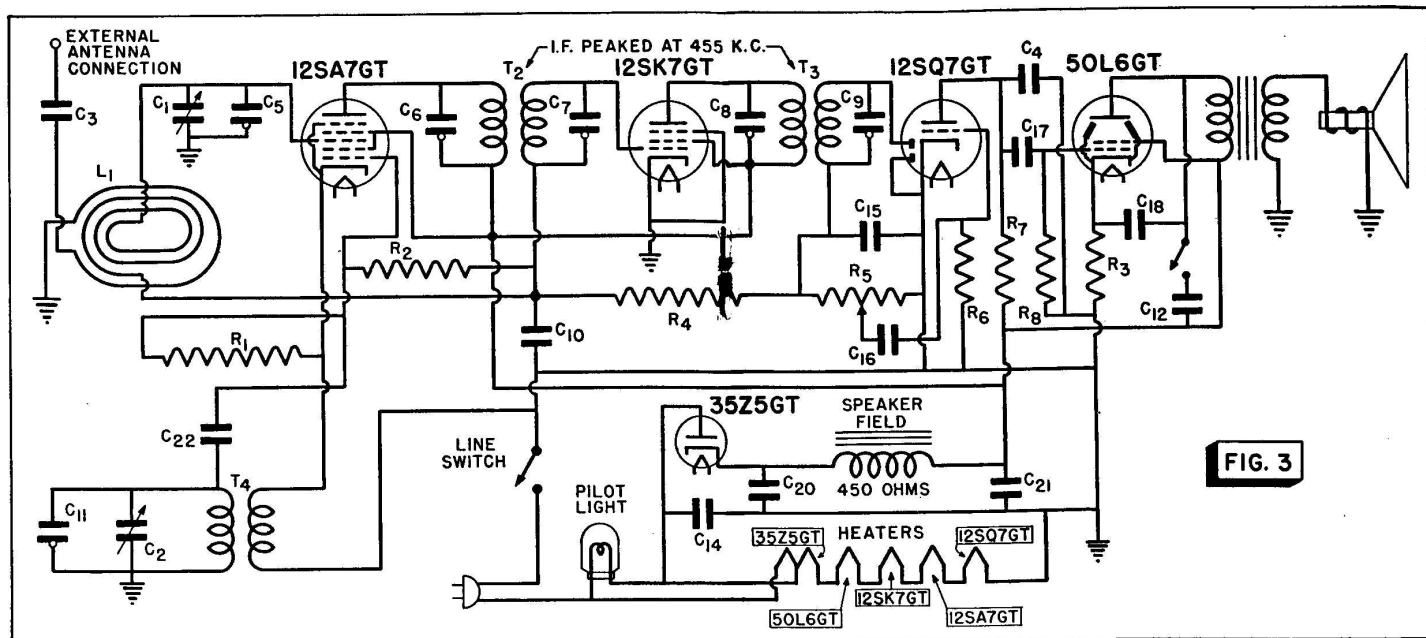 EXTERNAL
ANTENNA
CONNECTION
I.F. PEAKED AT 455 K.C.
12SA7GT
T2
12SK7GT
T3
12SQ7GT
C4
50L6GT
C3
C1
C5
C6
C7
C8
C9
C17
L1
C15
C18
R2
R7
R3
R5
R4
R6
R8
C12
R1
C10
C16
35Z5GT
SPEAKER
FIELD
C22
LINE
SWITCH
FIG. 3
T4
PILOT
LIGHT
C20
450 OHMS
C21
C11
C2
C14
35Z5GT
HEATERS
12SQ7GT
50L6GT
12SK7GT
12SA7GT